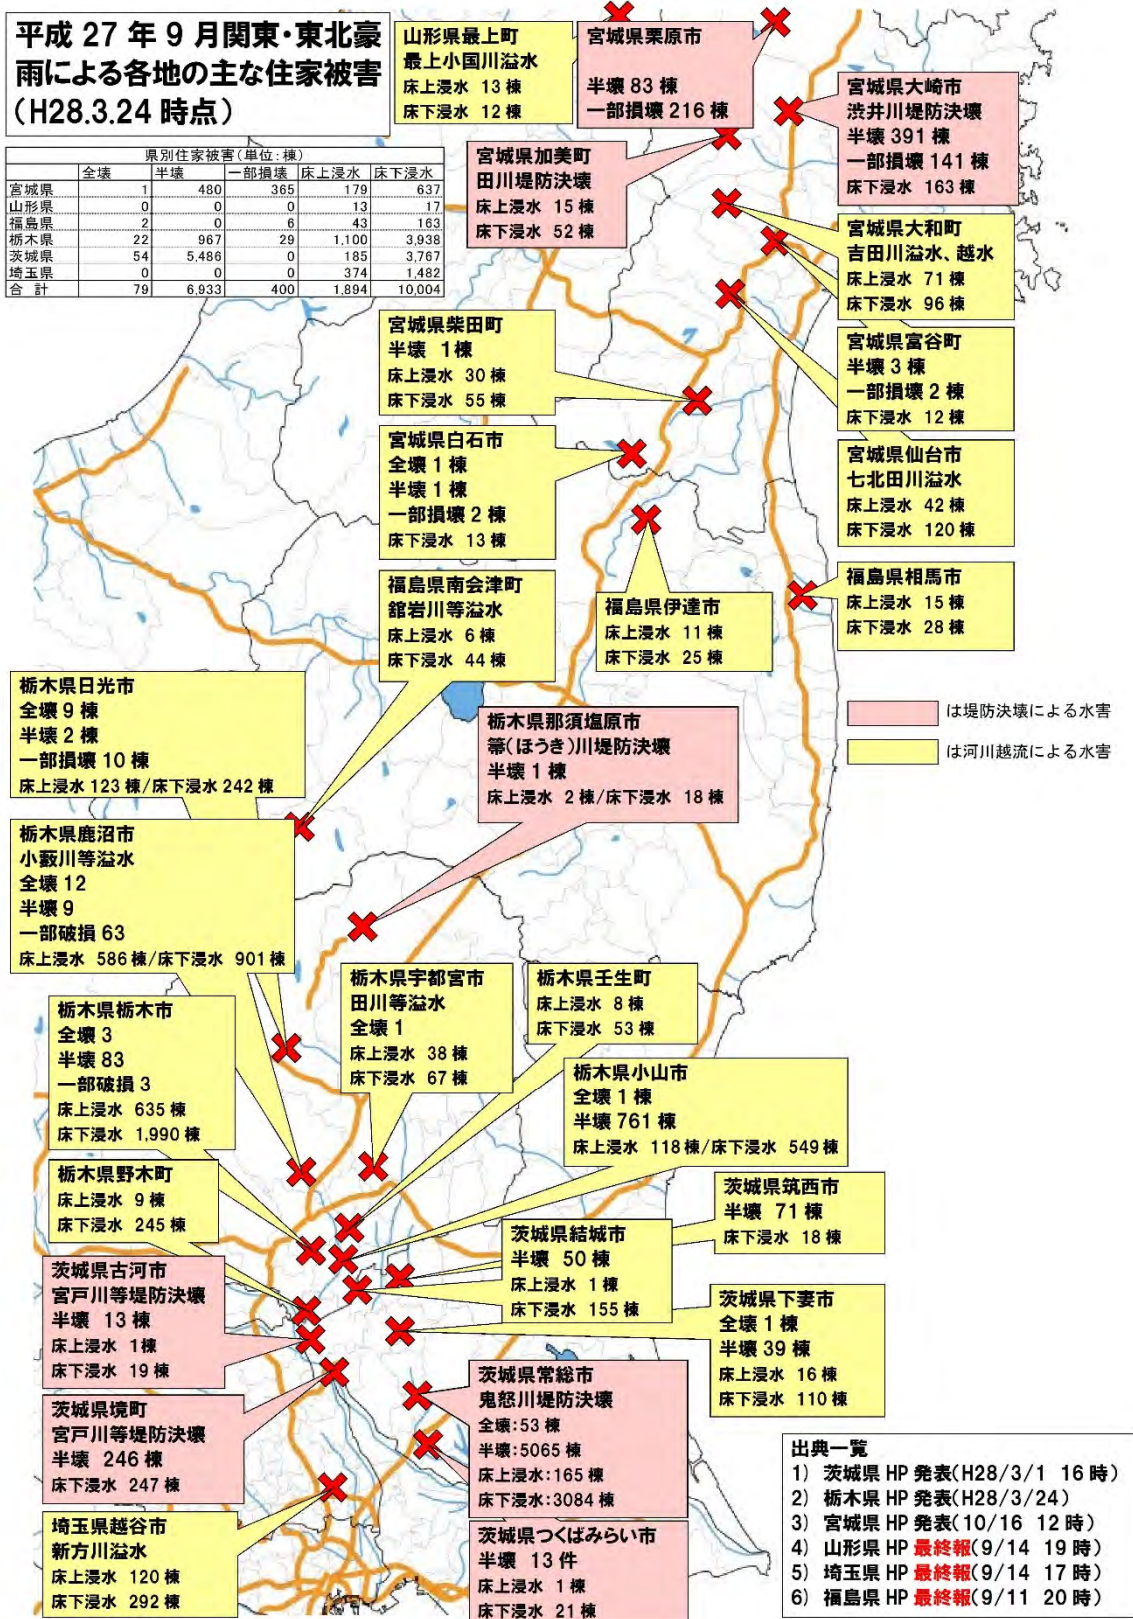 平成 27 年 9 月関東・東北豪
雨による各地の主な住家被害
(H28.3.24 時点)
県別住家被害(単位:棟)
全壊 半壊 一部損壊 床上浸水 床下浸水
宮城県 1 480 365 179 637
山形県 0 0 0 13 17
福島県 2 0 6 43 163
栃木県 22 967 29 1,100 3,938
茨城県 54 5,486 0 185 3,767
埼玉県 0 0 0 374 1,482
合 計 79 6,933 400 1,894 10,004
山形県最上町
最上小国川溢水
床上浸水 13 棟
床下浸水 12 棟
宮城県栗原市
半壊 83 棟
一部損壊 216 棟
宮城県大崎市
渋井川堤防決壊
半壊 391 棟
一部損壊 141 棟
床下浸水 163 棟
宮城県加美町
田川堤防決壊
床上浸水 15 棟
床下浸水 52 棟
宮城県大和町
吉田川溢水、越水
床上浸水 71 棟
床下浸水 96 棟
宮城県富谷町
半壊 3 棟
一部損壊 2 棟
床下浸水 12 棟
宮城県柴田町
半壊 1 棟
床上浸水 30 棟
床下浸水 55 棟
宮城県白石市
全壊 1 棟
半壊 1 棟
一部損壊 2 棟
床下浸水 13 棟
宮城県仙台市
七北田川溢水
床上浸水 42 棟
床下浸水 120 棟
福島県南会津町
舘岩川等溢水
床上浸水 6 棟
床下浸水 44 棟
福島県伊達市
床上浸水 11 棟
床下浸水 25 棟
福島県相馬市
床上浸水 15 棟
床下浸水 28 棟
栃木県日光市
全壊 9 棟
半壊 2 棟
一部損壊 10 棟
床上浸水 123 棟/床下浸水 242 棟
栃木県那須塩原市
箒(ほうき)川堤防決壊
半壊 1 棟
床上浸水 2 棟/床下浸水 18 棟
は堤防決壊による水害
は河川越流による水害
栃木県鹿沼市
小藪川等溢水
全壊 12
半壊 9
一部破損 63
床上浸水 586 棟/床下浸水 901 棟
栃木県栃木市
全壊 3
半壊 83
一部破損 3
床上浸水 635 棟
床下浸水 1,990 棟
栃木県宇都宮市
田川等溢水
全壊 1
床上浸水 38 棟
床下浸水 67 棟
栃木県壬生町
床上浸水 8 棟
床下浸水 53 棟
栃木県小山市
全壊 1 棟
半壊 761 棟
床上浸水 118 棟/床下浸水 549 棟
栃木県野木町
床上浸水 9 棟
床下浸水 245 棟
茨城県筑西市
半壊 71 棟
床下浸水 18 棟
茨城県結城市
半壊 50 棟
床上浸水 1 棟
床下浸水 155 棟
茨城県古河市
宮戸川等堤防決壊
半壊 13 棟
床上浸水 1 棟
床下浸水 19 棟
茨城県下妻市
全壊 1 棟
半壊 39 棟
床上浸水 16 棟
床下浸水 110 棟
茨城県境町
宮戸川等堤防決壊
半壊 246 棟
床下浸水 247 棟
茨城県常総市
鬼怒川堤防決壊
全壊:53 棟
半壊:5065 棟
床上浸水:165 棟
床下浸水:3084 棟
埼玉県越谷市
新方川溢水
床上浸水 120 棟
床下浸水 292 棟
茨城県つくばみらい市
半壊 13 件
床上浸水 1 棟
床下浸水 21 棟
出典一覧
1) 茨城県 HP 発表(H28/3/1 16 時)
2) 栃木県 HP 発表(H28/3/24)
3) 宮城県 HP 発表(10/16 12 時)
4) 山形県 HP 最終報(9/14 19 時)
5) 埼玉県 HP 最終報(9/14 17 時)
6) 福島県 HP 最終報(9/11 20 時)